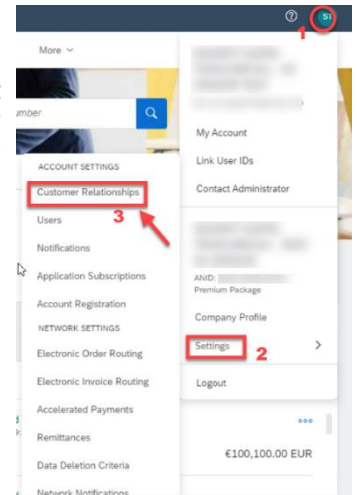 SI
1
More
mber
My Account
Link User IDs
Contact Administrator
ANID:
Premium Package
Company Profile
Settings
2
Logout
ACCOUNT SETTINGS
Customer Relationships
3
Users
Notifications
Application Subscriptions
Account Registration
NETWORK SETTINGS
Electronic Order Routing
Electronic Invoice Routing
Accelerated Payments
Remittances
Data Deletion Criteria
Network Notifications
€100,100.00 EUR